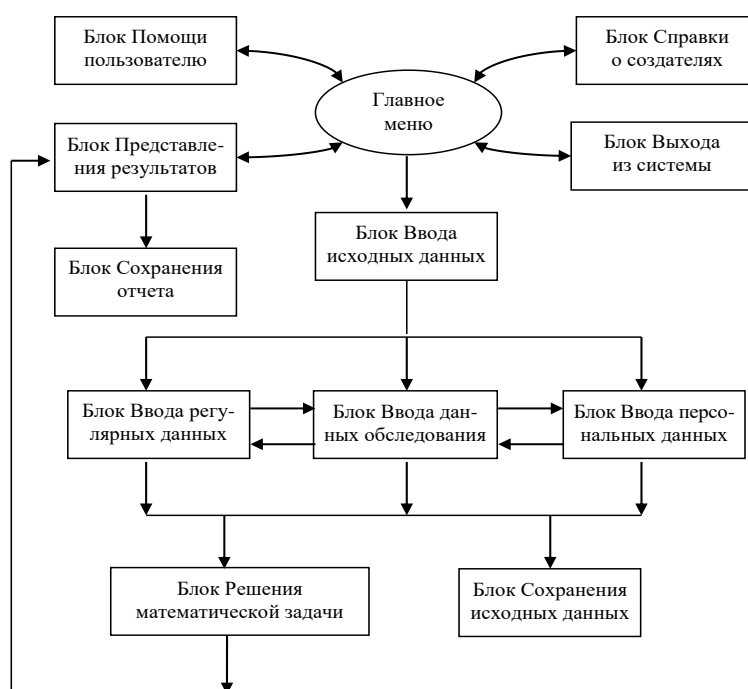 Блок Помощи
пользователю
Блок Справки
о создателях
Главное
меню
Блок Представле-
ния результатов
Блок Выхода
из системы
Блок Ввода
исходных данных
Блок Сохранения
отчета
Блок Ввода регу-
лярных данных
Блок Ввода дан-
ных обследования
Блок Ввода персо-
нальных данных
Блок Решения
математической задачи
Блок Сохранения
исходных данных